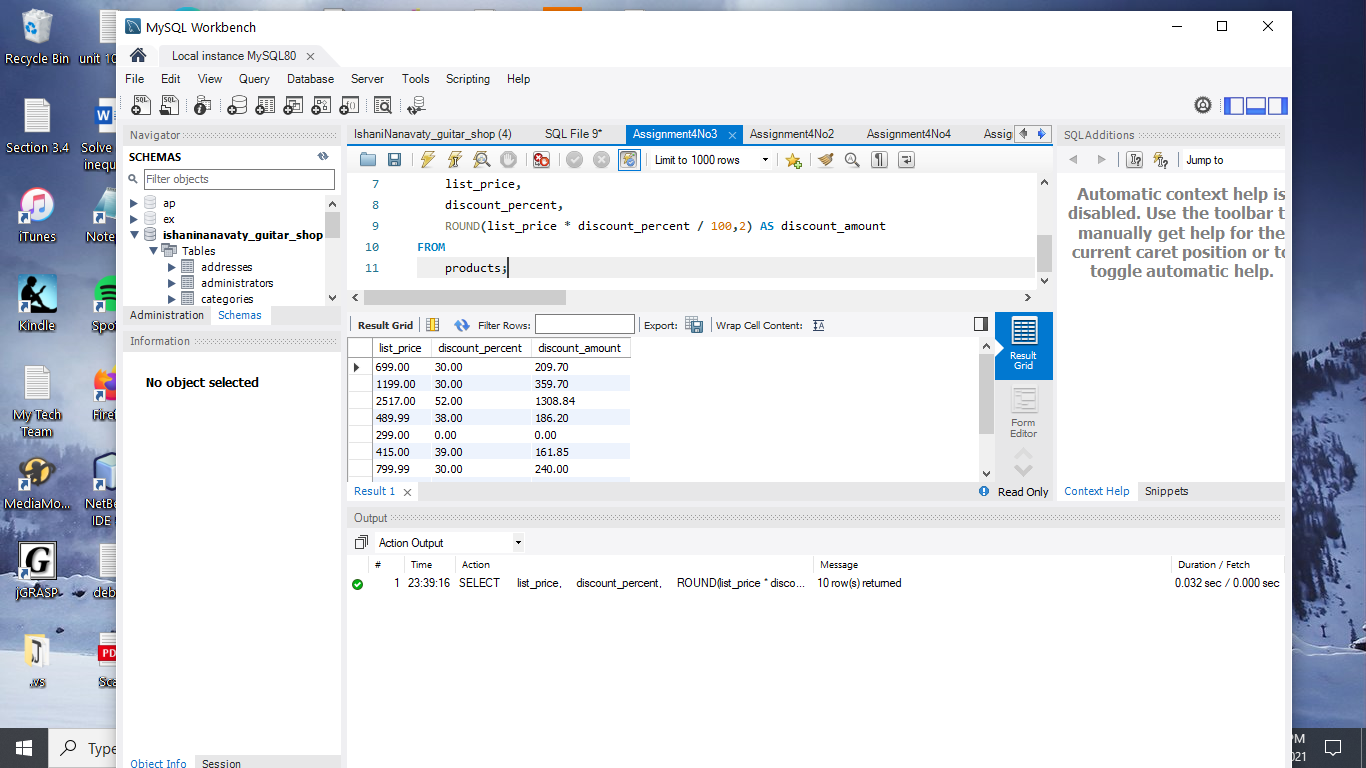 Recycle Bin
unit 10
Section 3.4
Solve
inequ
iTunes
Note
Kindle
Spot
My Tech
Team
Firef
MediaMo...
NetBe
IDE
jGRASP
deb
.vs
PDF
Sca
MySQL Workbench
Local instance MySQL80
File Edit View Query Database Server Tools Scripting Help
Navigator
SCHEMAS
Filter objects
ap
ex
ishaninanavaty_guitar_shop
Tables
addresses
administrators
categories
Administration Schemas
Information
No object selected
Object Info Session
IshaniNanavaty_guitar_shop (4) SQL File 9* Assignment4No3 Assignment4No2 Assignment4No4 Assig
Limit to 1000 rows
7 list_price,
8 discount_percent,
9 ROUND(list_price * discount_percent / 100,2) AS discount_amount
10 FROM
11 products;
Result Grid Filter Rows: Export: Wrap Cell Content:
list_price discount_percent discount_amount
699.00 30.00 209.70
1199.00 30.00 359.70
2517.00 52.00 1308.84
489.99 38.00 186.20
299.00 0.00 0.00
415.00 39.00 161.85
799.99 30.00 240.00
Result
Grid
Form
Editor
Result 1
Read Only
SQLAdditions
Jump to
Automatic context help is
disabled. Use the toolbar t
manually get help for the
current caret position or to
toggle automatic help.
Context Help Snippets
Output
Action Output
# Time Action Message Duration / Fetch
1 23:39:16 SELECT list_price, discount_percent, ROUND(list_price * disco... 10 row(s) returned 0.032 sec / 0.000 sec
Type
PM
021